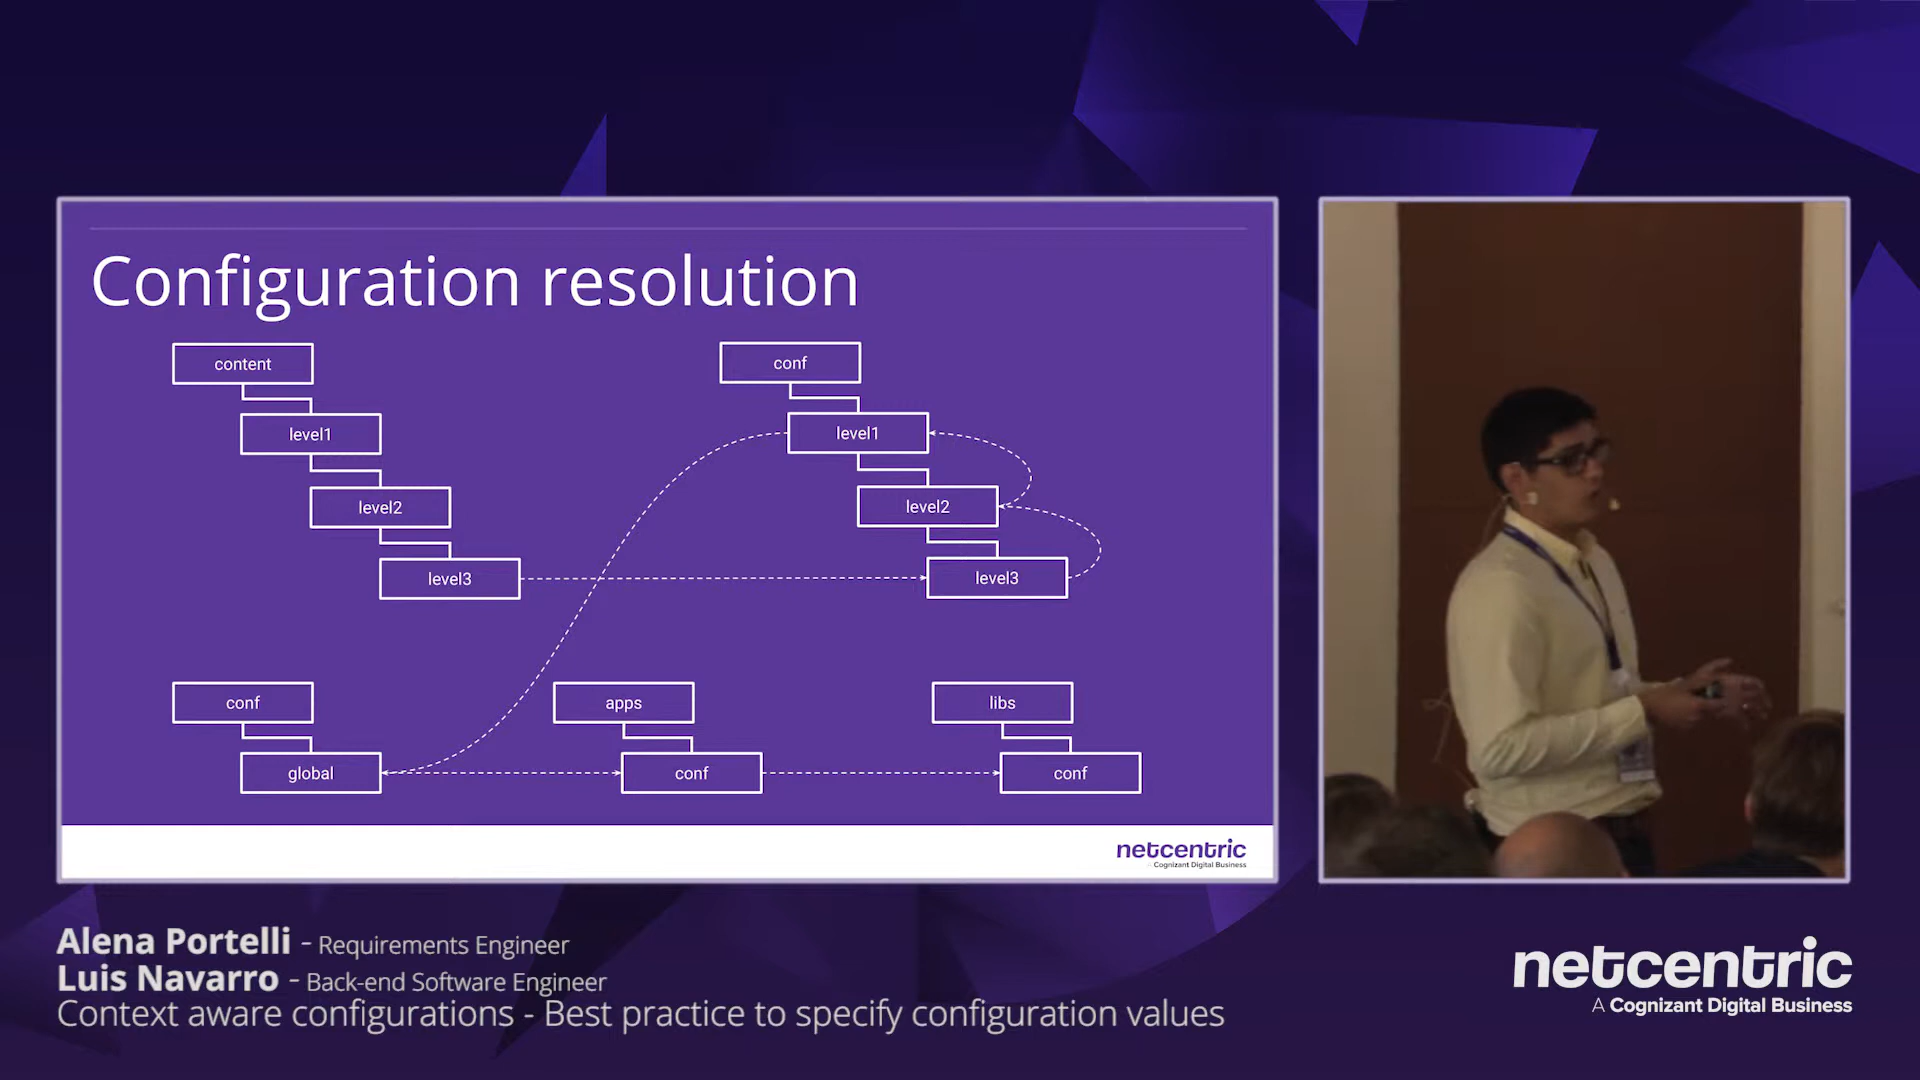 Configuration resolution
content
level1
level2
level3
conf
level1
level2
level3
conf
global
apps
conf
libs
conf
netcentric
A Cognizant Digital Business
Alena Portelli - Requirements Engineer
Luis Navarro - Back-end Software Engineer
Context aware configurations - Best practice to specify configuration values
netcentric
A Cognizant Digital Business